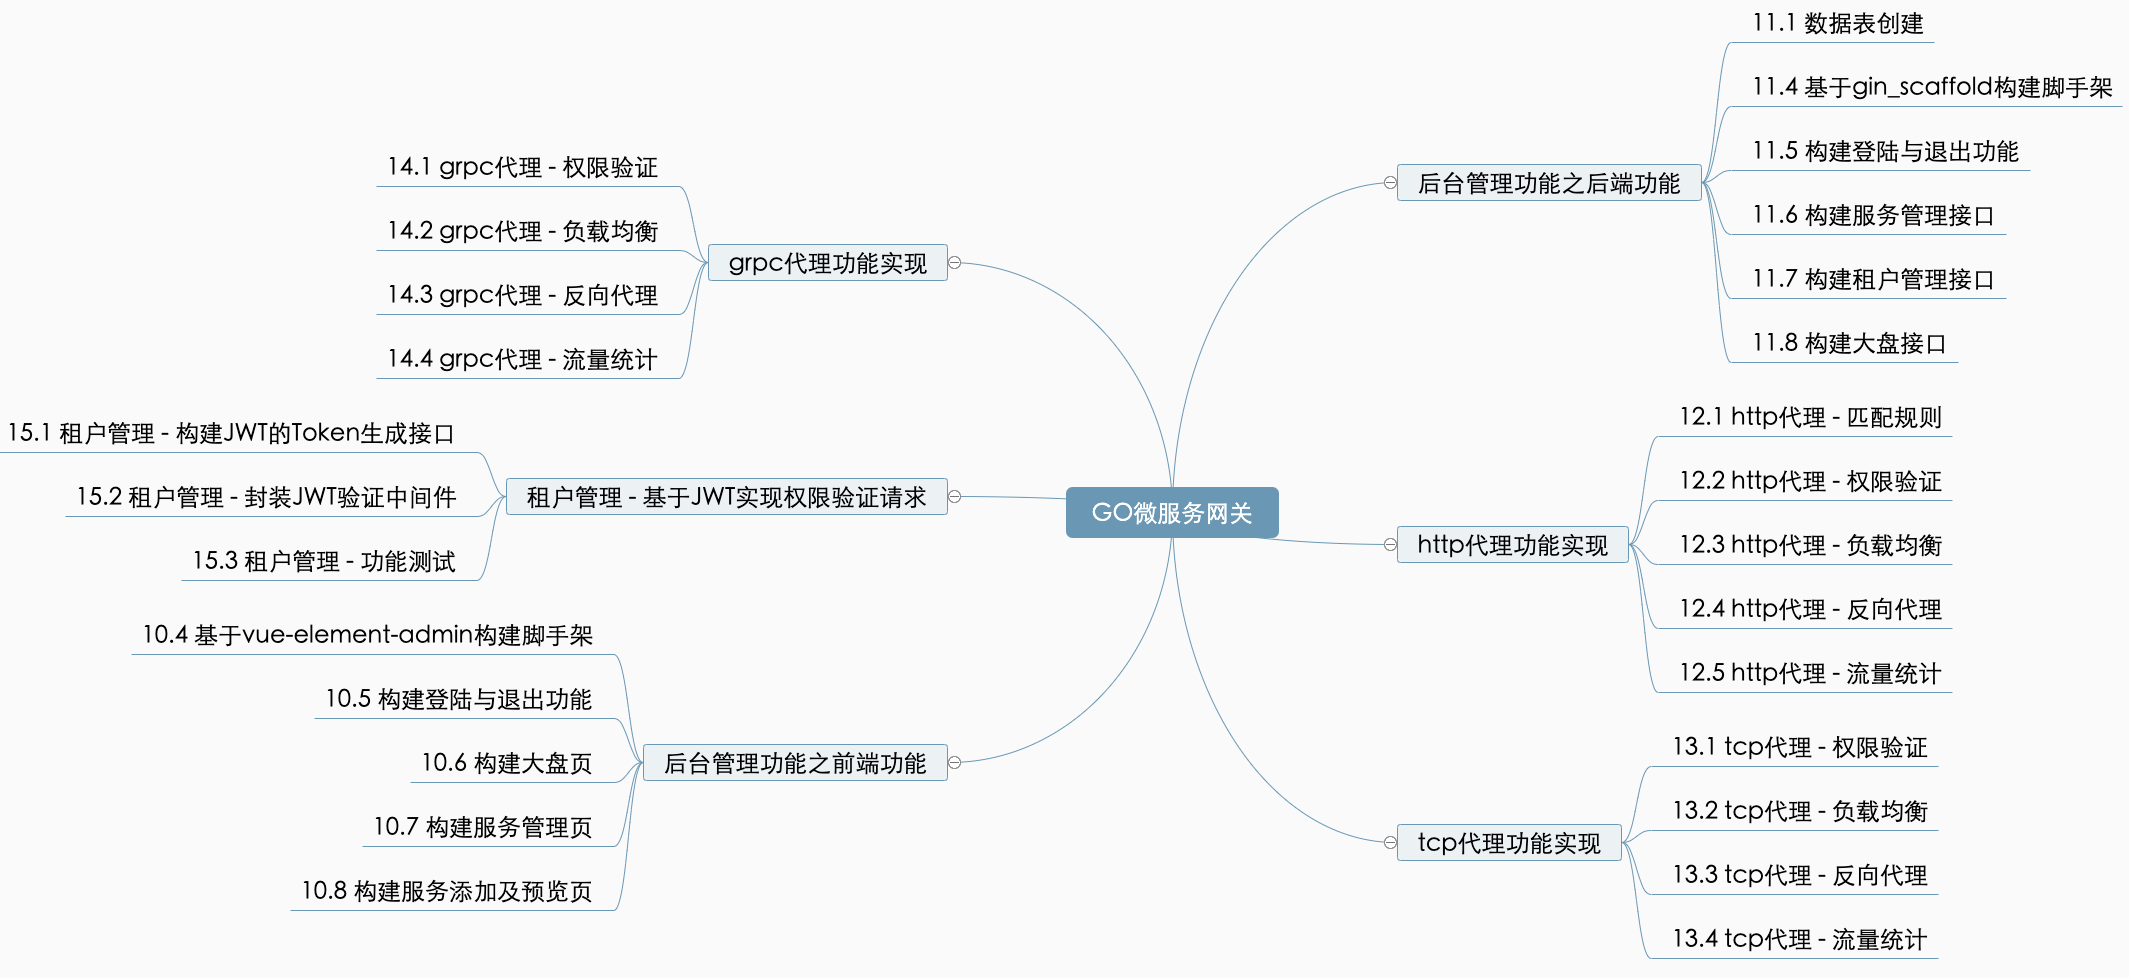 GO微服务网关
后台管理功能之后端功能
11.1 数据表创建
11.4 基于gin_scaffold构建脚手架
11.5 构建登陆与退出功能
11.6 构建服务管理接口
11.7 构建租户管理接口
11.8 构建大盘接口
http代理功能实现
12.1 http代理 - 匹配规则
12.2 http代理 - 权限验证
12.3 http代理 - 负载均衡
12.4 http代理 - 反向代理
12.5 http代理 - 流量统计
tcp代理功能实现
13.1 tcp代理 - 权限验证
13.2 tcp代理 - 负载均衡
13.3 tcp代理 - 反向代理
13.4 tcp代理 - 流量统计
grpc代理功能实现
14.1 grpc代理 - 权限验证
14.2 grpc代理 - 负载均衡
14.3 grpc代理 - 反向代理
14.4 grpc代理 - 流量统计
租户管理 - 基于JWT实现权限验证请求
15.1 租户管理 - 构建JWT的Token生成接口
15.2 租户管理 - 封装JWT验证中间件
15.3 租户管理 - 功能测试
后台管理功能之前端功能
10.4 基于vue-element-admin构建脚手架
10.5 构建登陆与退出功能
10.6 构建大盘页
10.7 构建服务管理页
10.8 构建服务添加及预览页